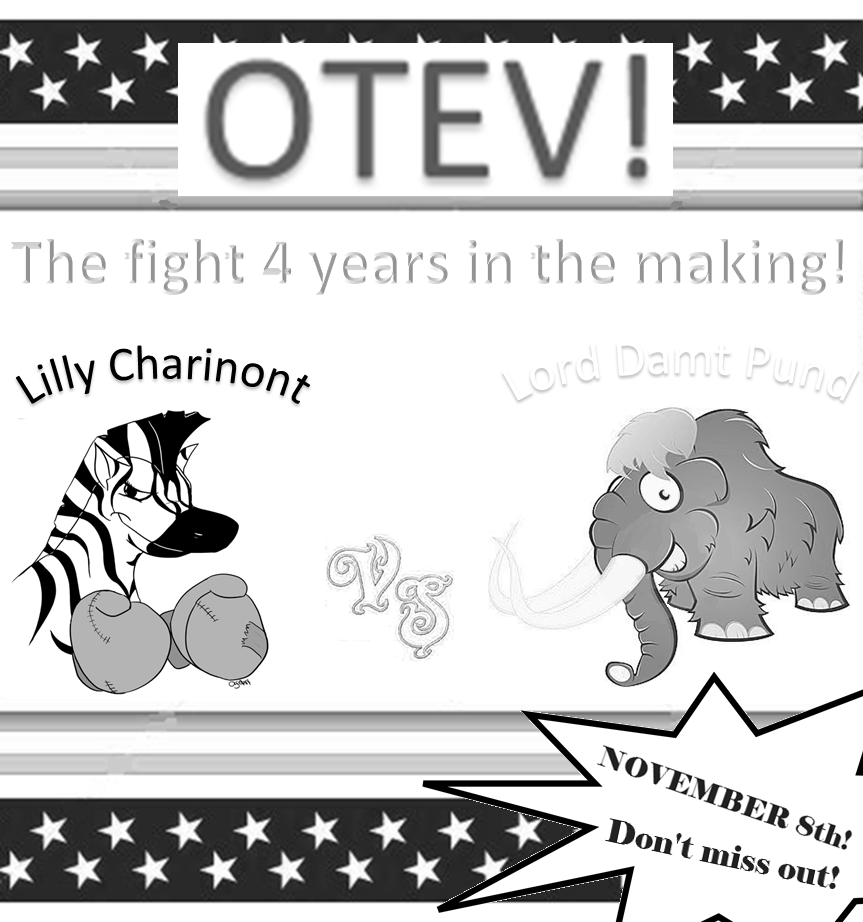 OTEV!
The fight 4 years in the making!
Lilly Charinont
Lord Damt Pund
Vs
NOVEMBER 8th!
Don't miss out!